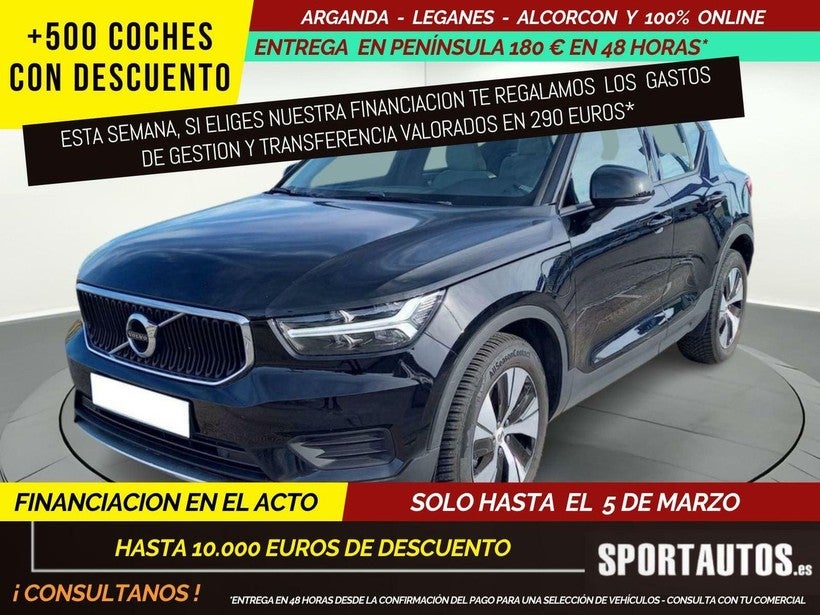 +500 COCHES
CON DESCUENTO
ARGANDA - LEGANES - ALCORCON Y 100% ONLINE
ENTREGA EN PENÍNSULA 180 € EN 48 HORAS*
ESTA SEMANA, SI ELIGES NUESTRA FINANCIACION TE REGALAMOS LOS GASTOS
DE GESTION Y TRANSFERENCIA VALORADOS EN 290 EUROS*
VOLVO
AllSeasonContact
FINANCIACION EN EL ACTO
SOLO HASTA EL 5 DE MARZO
HASTA 10.000 EUROS DE DESCUENTO
SPORTAUTOS.es
¡ CONSULTANOS !
*ENTREGA EN 48 HORAS DESDE LA CONFIRMACIÓN DEL PAGO PARA UNA SELECCIÓN DE VEHÍCULOS - CONSULTA CON TU COMERCIAL